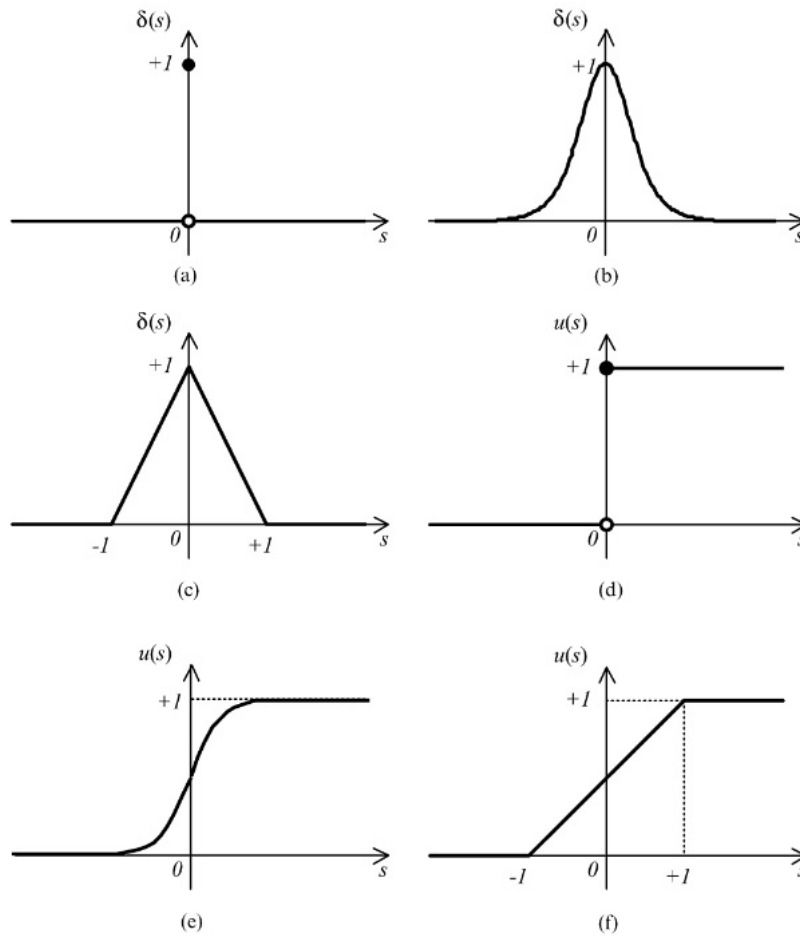 δ(s)
+1
0
s
(a)
δ(s)
+1
0
s
(b)
δ(s)
+1
-1
0
+1
s
(c)
u(s)
+1
0
s
(d)
u(s)
+1
0
s
(e)
u(s)
+1
-1
0
+1
s
(f)